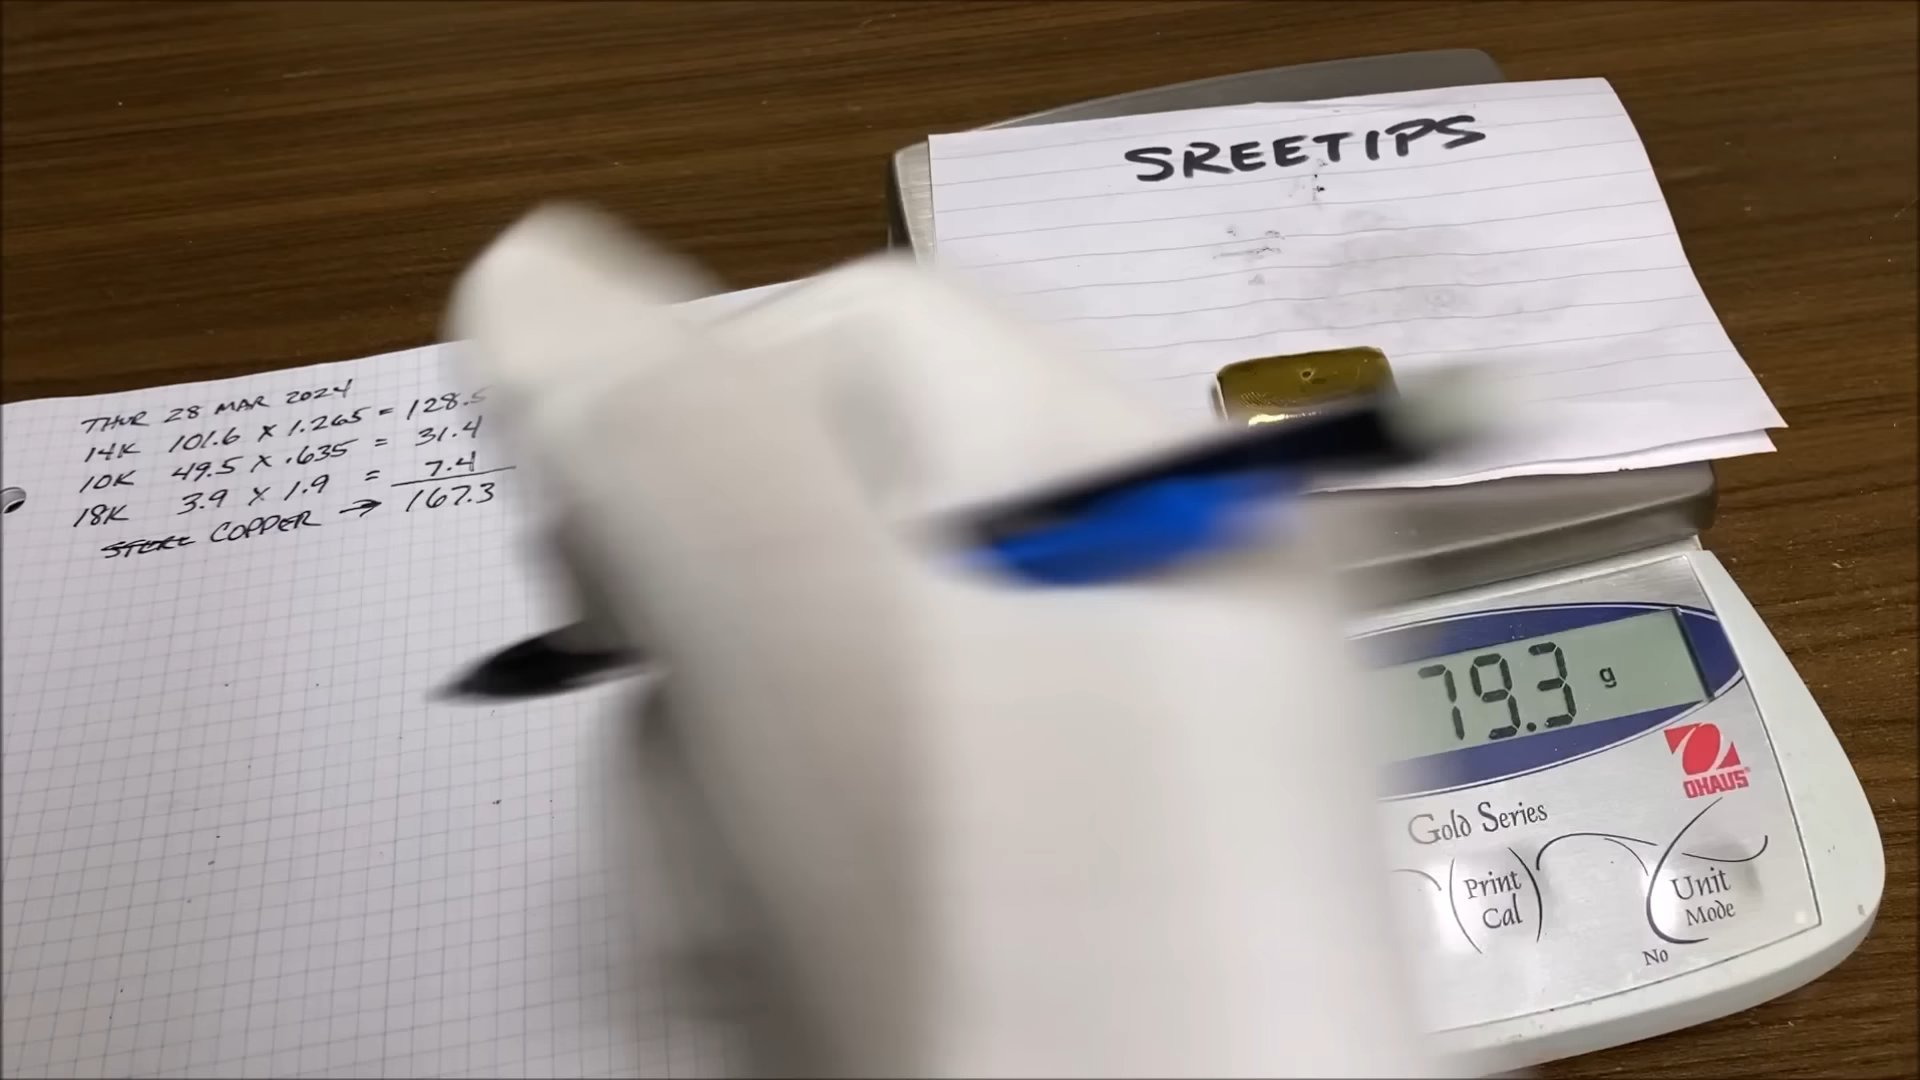 SREETIPS
THUR 28 MAR 2024
14K 101.6 X 1.265 = 128.5
10K 49.5 X .635 = 31.4
18K 3.9 X 1.9 = 7.4
COPPER → 167.3
79.3 g
OHAUS®
Gold Series
Print Cal
Unit Mode
No